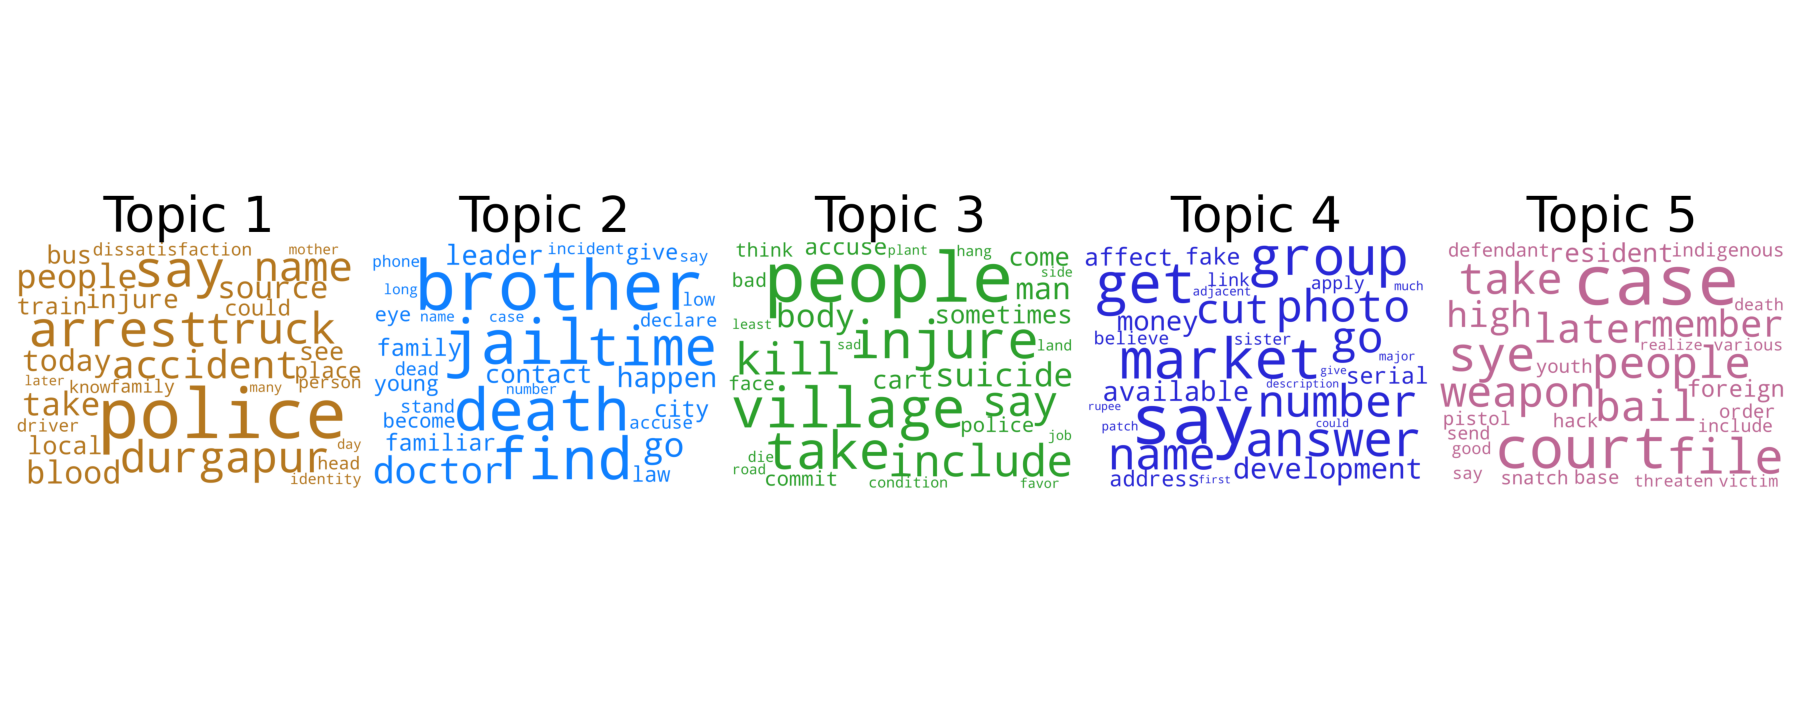 Topic 1
bus dissatisfaction mother
people say name
train injure source
could
arrest truck
today accident see
place
later know family many person
take police
driver
local durgapur day
blood head
identity
Topic 2
phone leader incident give say
long brother low
eye name case declare
family jail time
dead contact happen
young number
stand death city
become accuse
familiar find go
doctor law
Topic 3
think accuse plant hang come
bad people side
man
least body sometimes
sad injure land
kill
face cart suicide
village say
police job
die take include
road commit condition favor
Topic 4
affect fake group
get link apply much
adjacent
money cut photo
believe sister go
market major
give serial
available description
rupee say number
patch could
name answer
address first development
Topic 5
defendant resident indigenous
take case
high death
later member
sye realize various
youth people
weapon foreign
pistol hack bail order
send include
good court file
say snatch base threaten victim